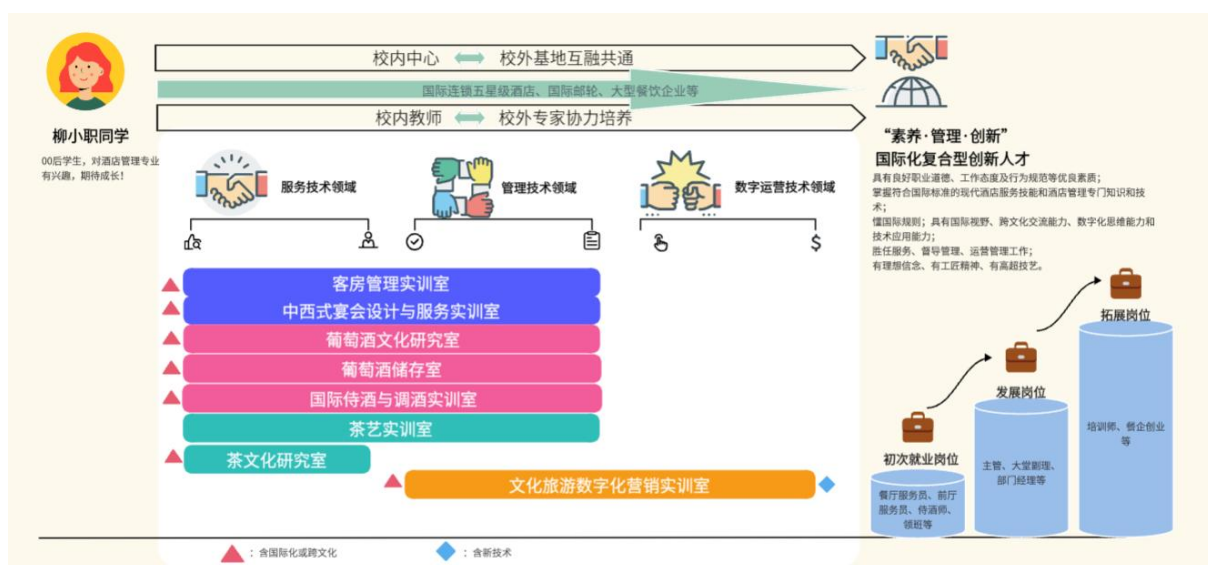 校内中心 校外基地互融共通
国际连锁五星级酒店、国际邮轮、大型餐饮企业等
校内教师 校外专家协力培养
柳小职同学
00后学生，对酒店管理专业
有兴趣，期待成长！
服务技术领域
管理技术领域
数字运营技术领域
客房管理实训室
中西式宴会设计与服务实训室
葡萄酒文化研究室
葡萄酒储存室
国际侍酒与调酒实训室
茶艺实训室
茶文化研究室
文化旅游数字化营销实训室
：含国际化或跨文化
：含新技术
“素养·管理·创新”
国际化复合型创新人才
具有良好职业道德、工作态度及行为规范等优良素质；
掌握符合国际标准的现代酒店服务技能和酒店管理专门知识和技
术；
懂国际规则；具有国际视野、跨文化交流能力、数字化思维能力和
技术应用能力；
胜任服务、督导管理、运营管理工作；
有理想信念、有工匠精神、有高超技艺。
初次就业岗位
餐厅服务员、前厅
服务员、侍酒师、
领班等
发展岗位
主管、大堂副理、
部门经理等
拓展岗位
培训师、餐企创业
等